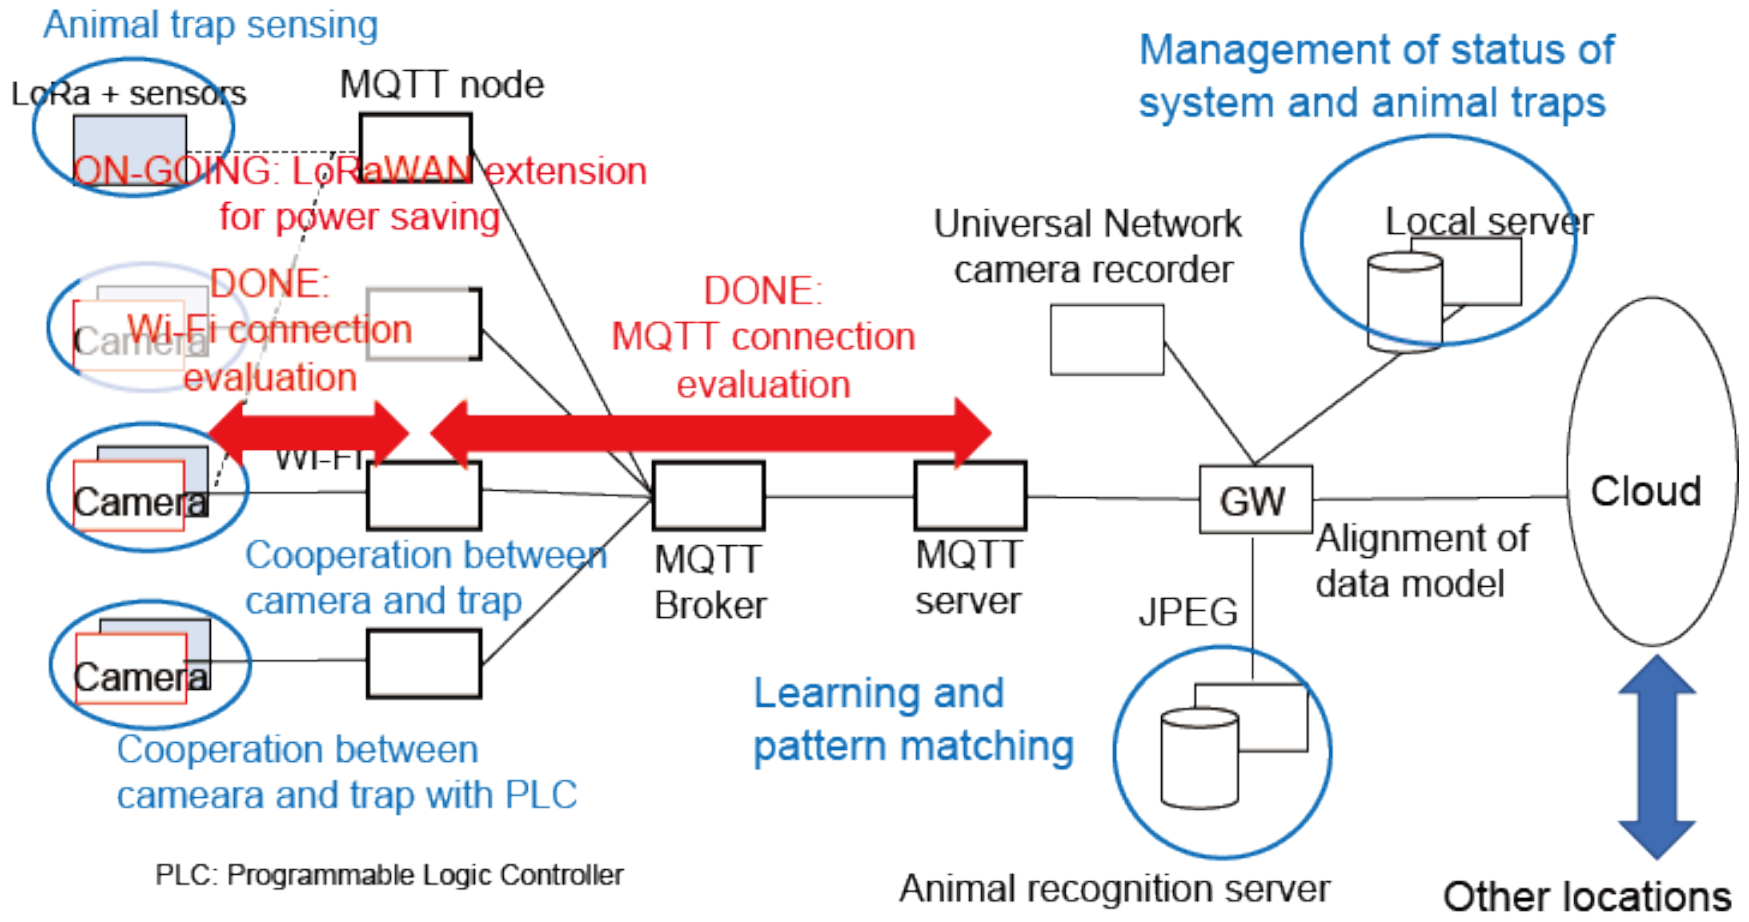 Animal trap sensing
LoRa + sensors
MQTT node
ON-GOING: LoRaWAN extension
for power saving
DONE:
Wi-Fi connection
evaluation
Camera
DONE:
MQTT connection
evaluation
Management of status of
system and animal traps
Universal Network
camera recorder
Local server
WI-FI
Camera
Cooperation between
camera and trap
MQTT
Broker
MQTT
server
GW
Cloud
Alignment of
data model
JPEG
Camera
Cooperation between
cameara and trap with PLC
Learning and
pattern matching
PLC: Programmable Logic Controller
Animal recognition server
Other locations